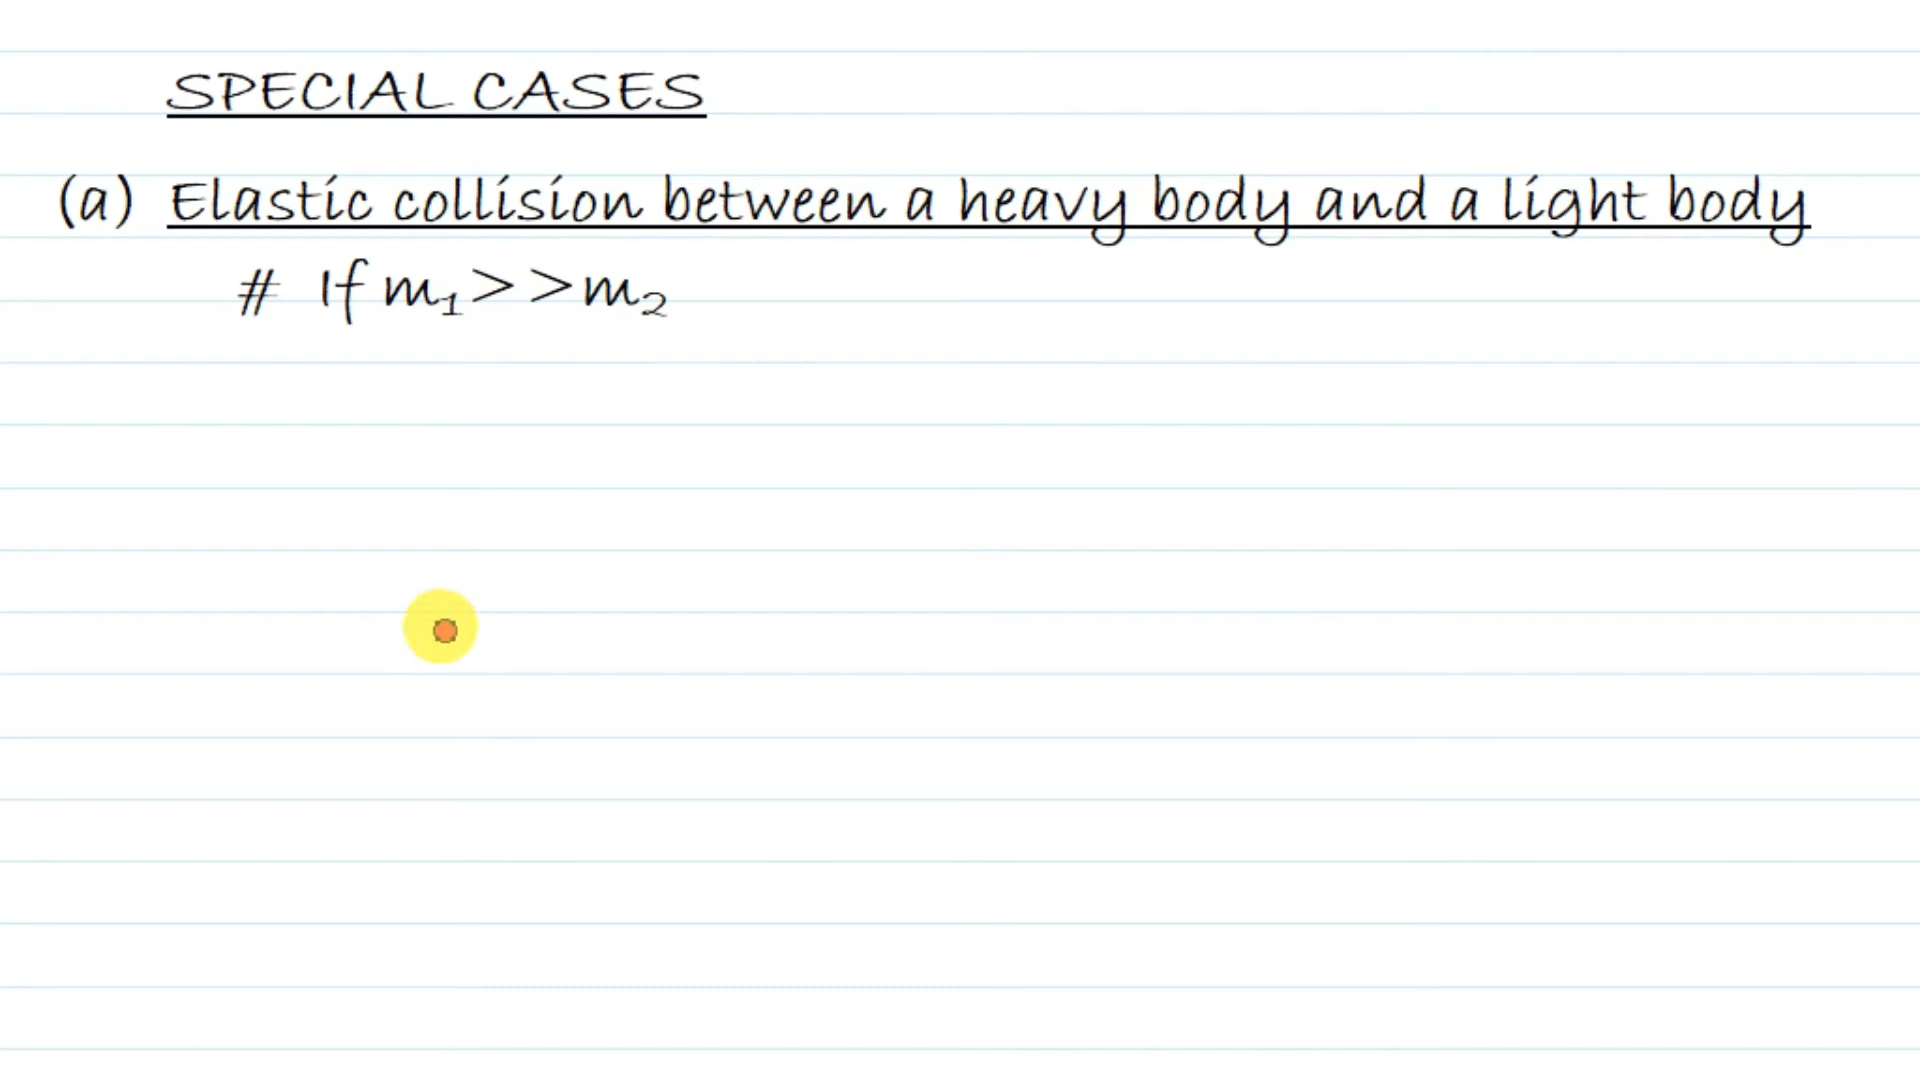 SPECIAL CASES
(a) Elastic collision between a heavy body and a light body
# If m₁>>m₂